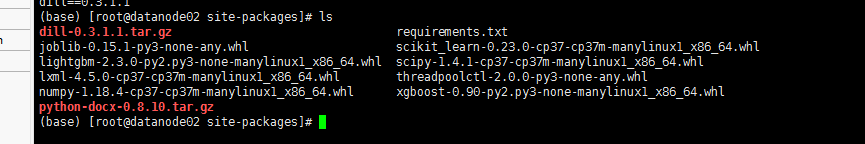 dill==0.3.1.1
(base) [root@datanode02 site-packages]# ls
dill-0.3.1.1.tar.gz requirements.txt
joblib-0.15.1-py3-none-any.whl scikit_learn-0.23.0-cp37-cp37m-manylinux1_x86_64.whl
lightgbm-2.3.0-py2.py3-none-manylinux1_x86_64.whl scipy-1.4.1-cp37-cp37m-manylinux1_x86_64.whl
lxml-4.5.0-cp37-cp37m-manylinux1_x86_64.whl threadpoolctl-2.0.0-py3-none-any.whl
numpy-1.18.4-cp37-cp37m-manylinux1_x86_64.whl xgboost-0.90-py2.py3-none-manylinux1_x86_64.whl
python-docx-0.8.10.tar.gz
(base) [root@datanode02 site-packages]#